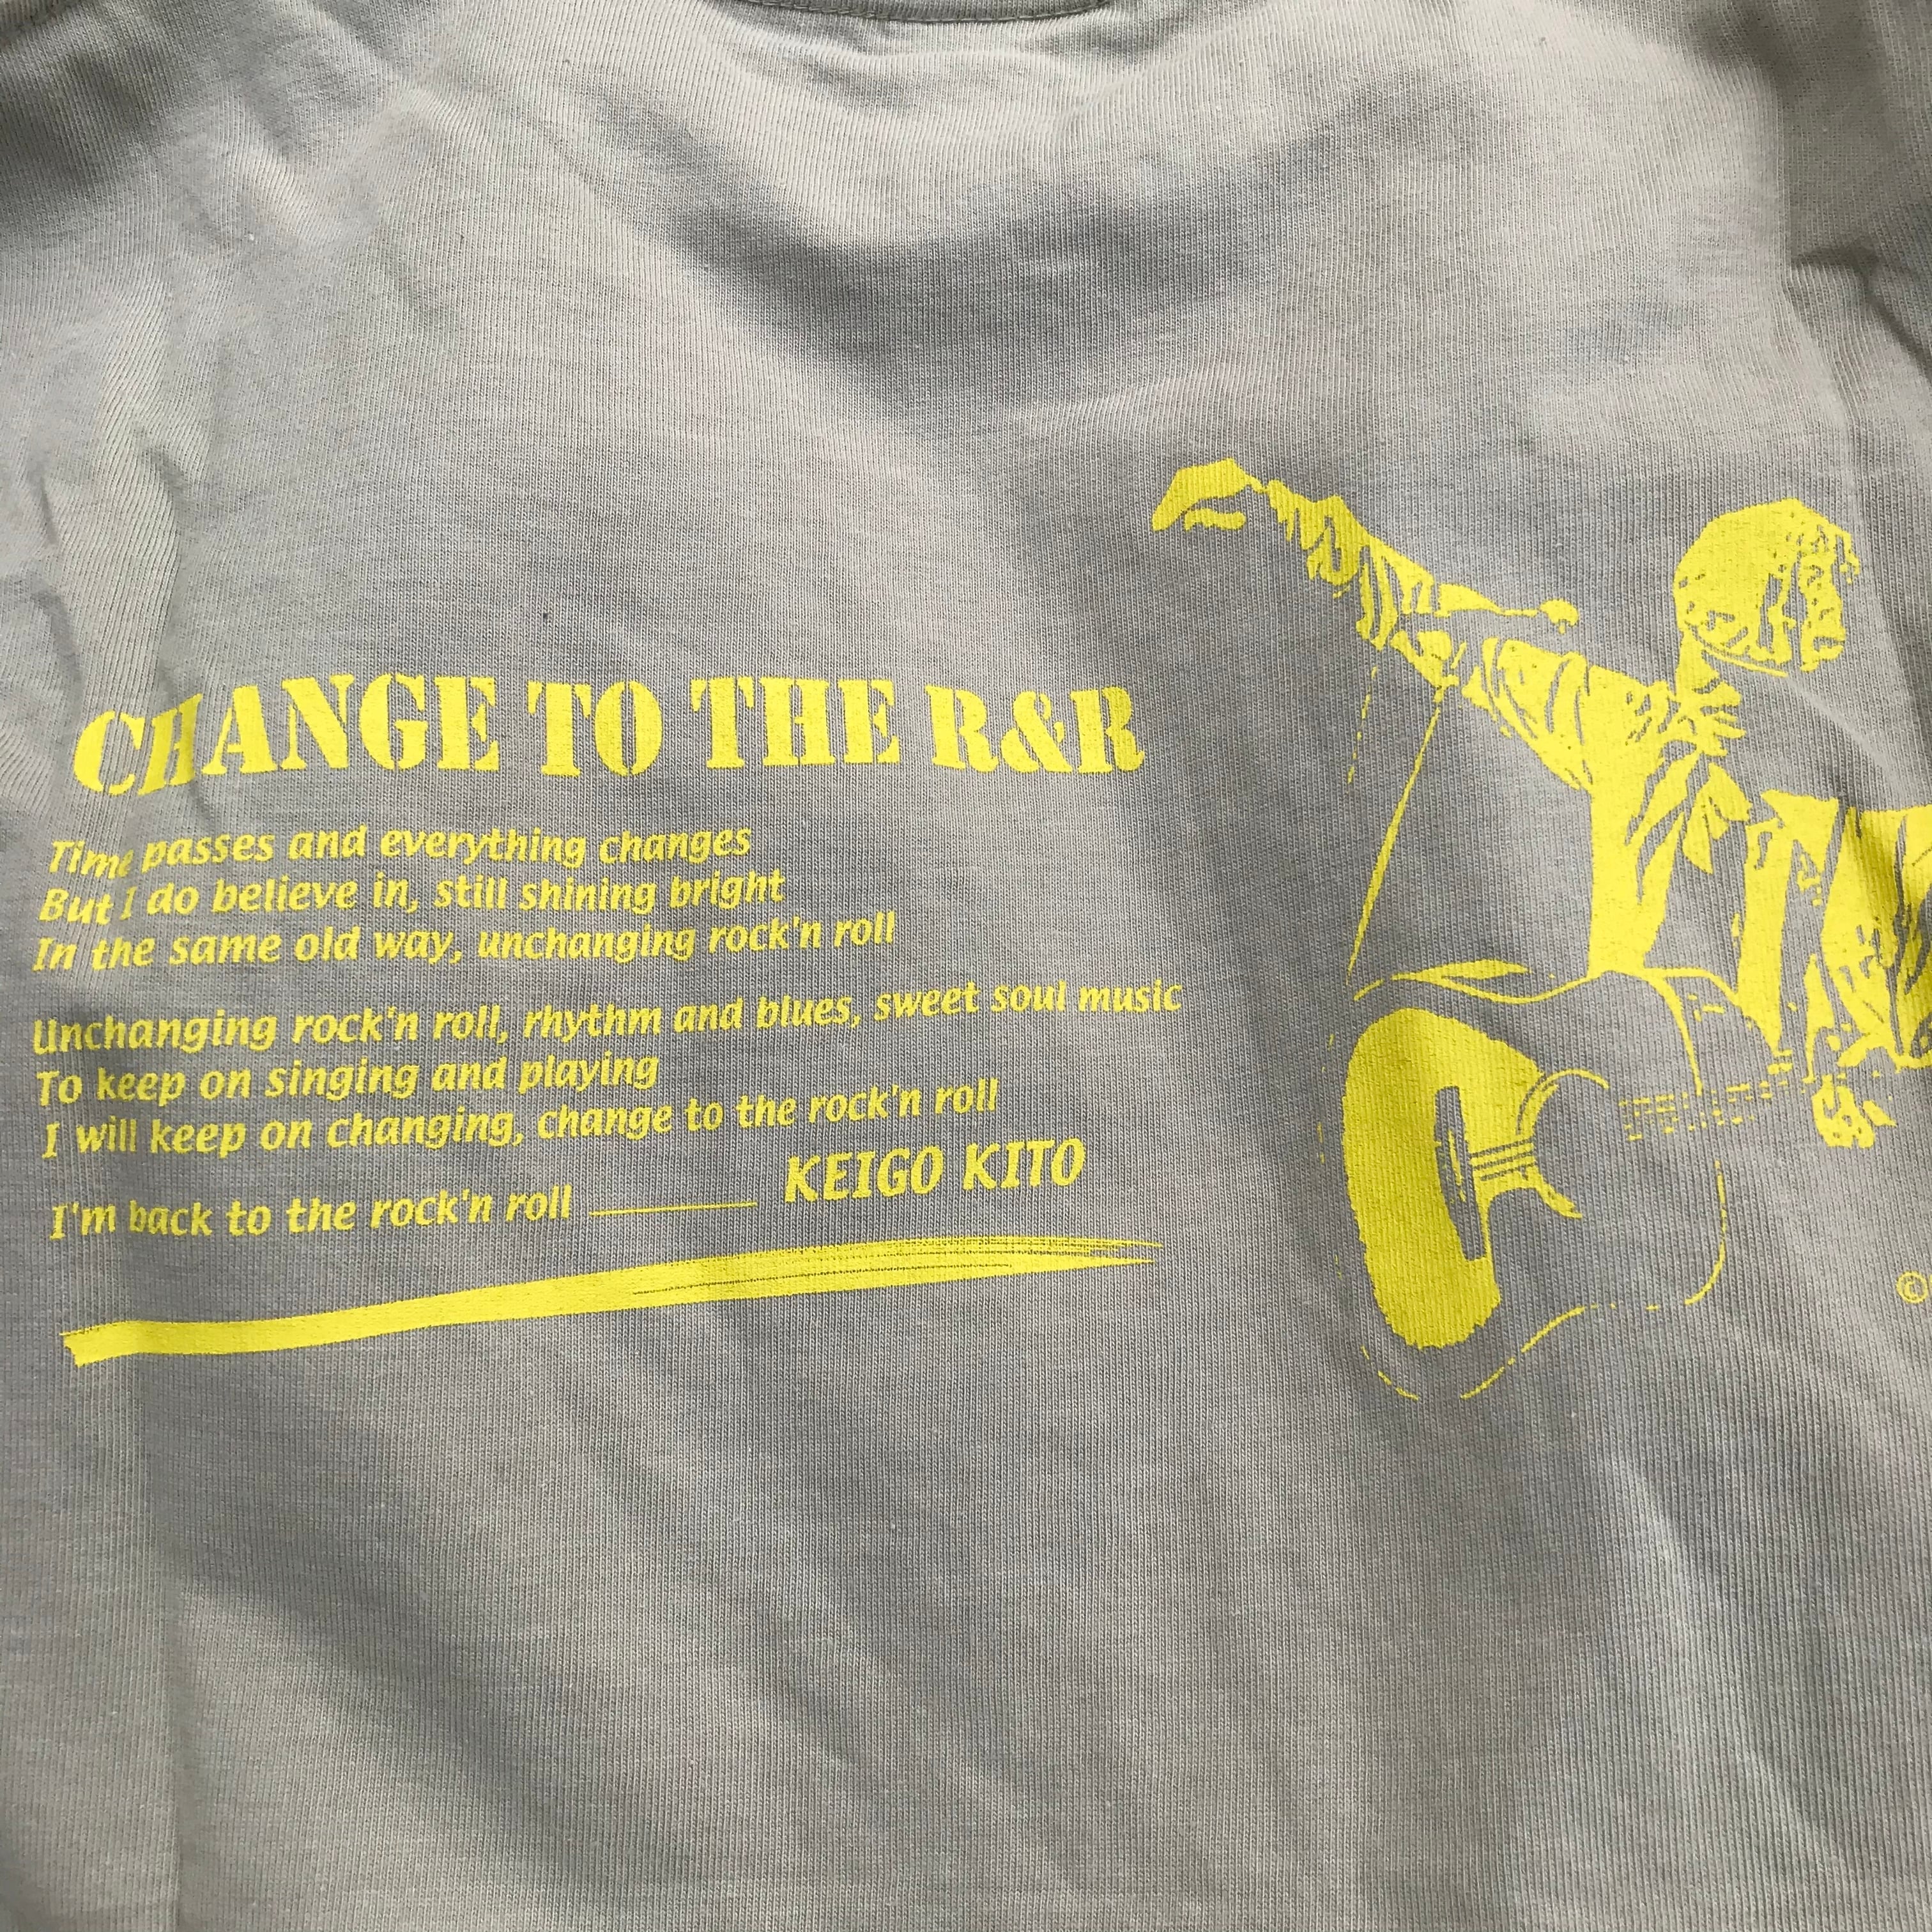 CHANGE TO THE R&R
Time passes and everything changes
But I do believe in, still shining bright
In the same old way, unchanging rock'n roll
Unchanging rock'n roll, rhythm and blues, sweet soul music
To keep on singing and playing
I will keep on changing, change to the rock'n roll
I'm back to the rock'n roll —— KEIGO KITO
©